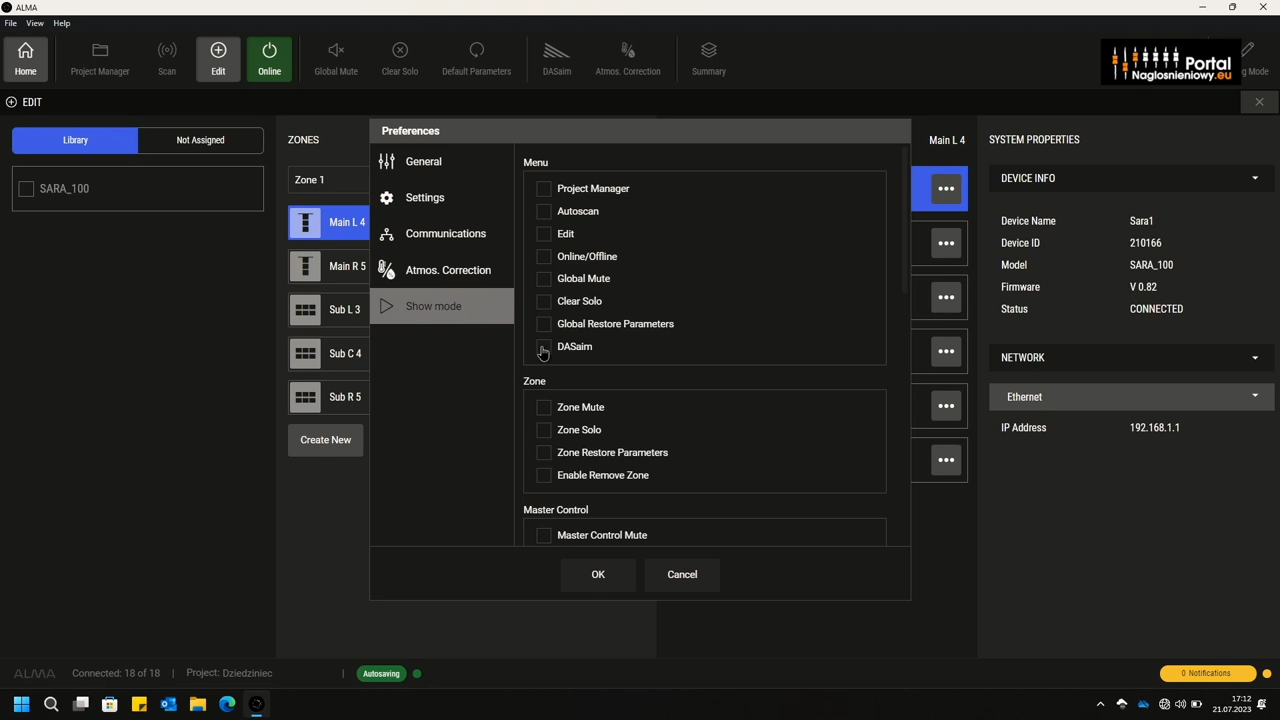 ALMA
File View Help
Home Project Manager Scan Edit Online Global Mute Clear Solo Default Parameters DASaim Atmos. Correction Summary
Portal
Nagłosnieniowy.eu
Mode
EDIT
Library Not Assigned
SARA_100
ZONES
Zone 1
Main L 4
Main R 5
Sub L 3
Sub C 4
Sub R 5
Create New
Preferences
General
Settings
Communications
Atmos. Correction
Show mode
Menu
Project Manager
Autoscan
Edit
Online/Offline
Global Mute
Clear Solo
Global Restore Parameters
DASaim
Zone
Zone Mute
Zone Solo
Zone Restore Parameters
Enable Remove Zone
Master Control
Master Control Mute
OK Cancel
Main L 4
SYSTEM PROPERTIES
DEVICE INFO
Device Name Sara1
Device ID 210166
Model SARA_100
Firmware V 0.82
Status CONNECTED
NETWORK
Ethernet
IP Address 192.168.1.1
ALMA Connected: 18 of 18 | Project: Dziedziniec | Autosaving
0 Notifications
17:12
21.07.2023